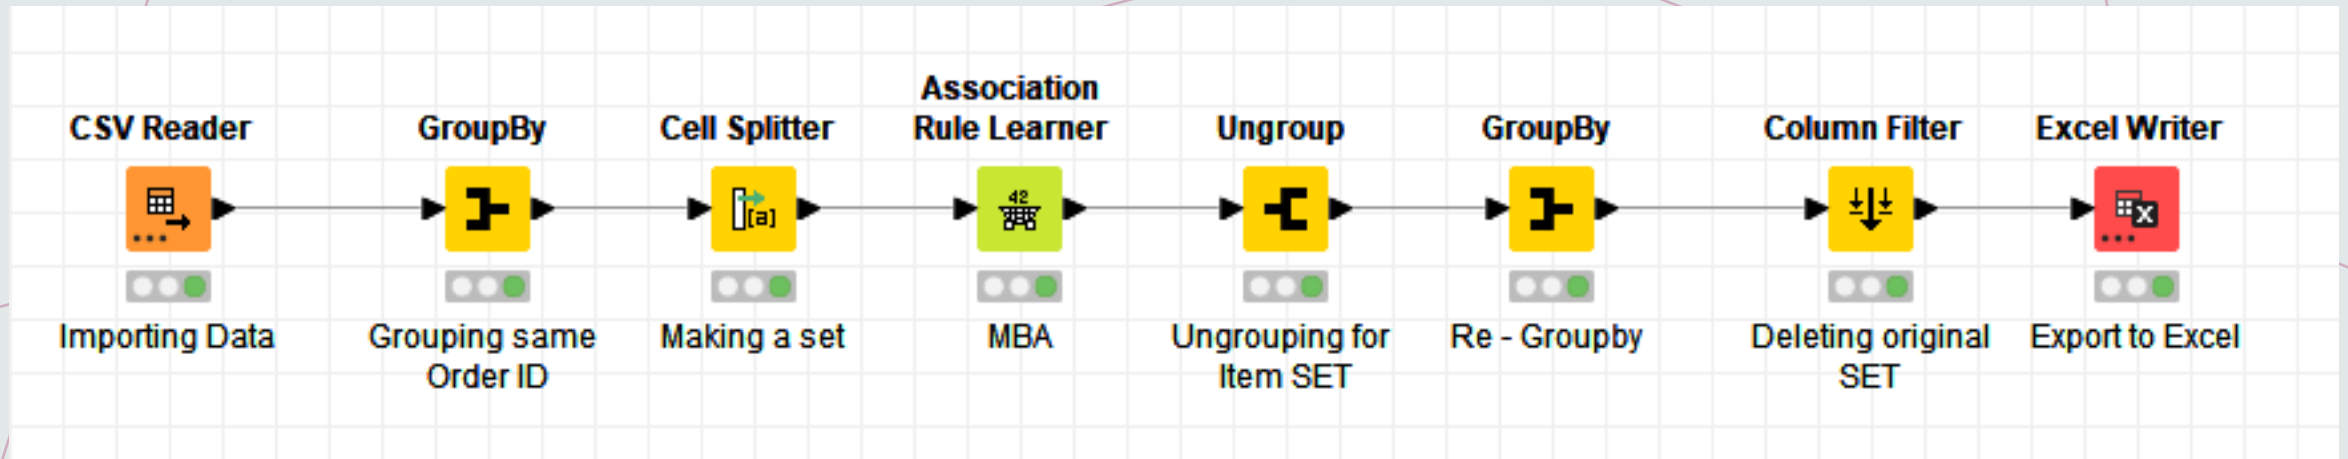 Association
CSV Reader GroupBy Cell Splitter Rule Learner Ungroup GroupBy Column Filter Excel Writer
[a] 42 X
Importing Data Grouping same Making a set MBA Ungrouping for Re - Groupby Deleting original Export to Excel
Order ID Item SET SET